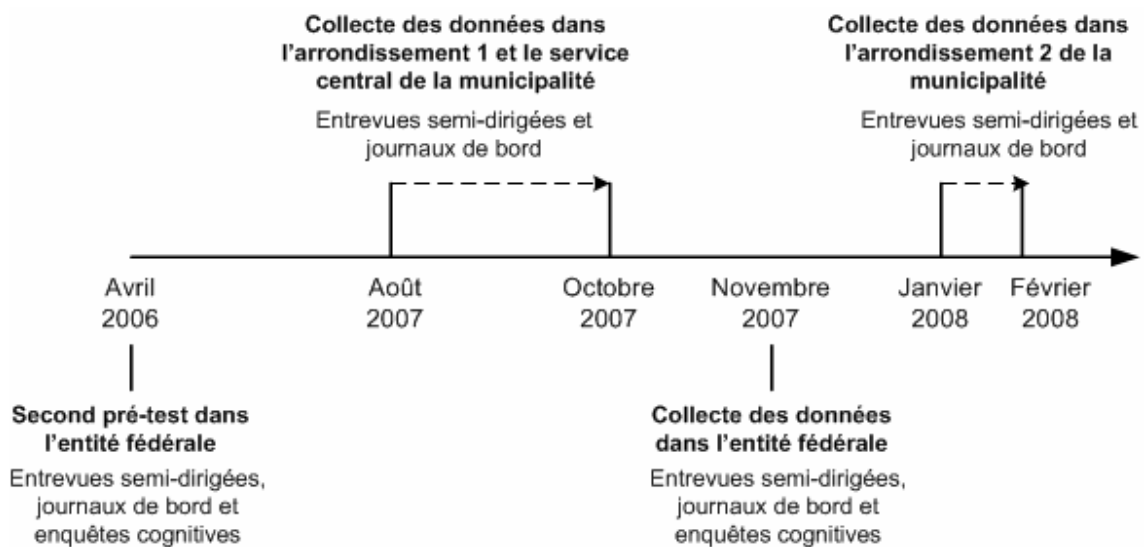 Collecte des données dans
l'arrondissement 1 et le service
central de la municipalité
Entrevues semi-dirigées et
journaux de bord
Collecte des données dans
l'arrondissement 2 de la
municipalité
Entrevues semi-dirigées et
journaux de bord
Avril
2006
Août
2007
Octobre
2007
Novembre
2007
Janvier
2008
Février
2008
Second pré-test dans
l'entité fédérale
Entrevues semi-dirigées,
journaux de bord et
enquêtes cognitives
Collecte des données
dans l'entité fédérale
Entrevues semi-dirigées,
journaux de bord et
enquêtes cognitives